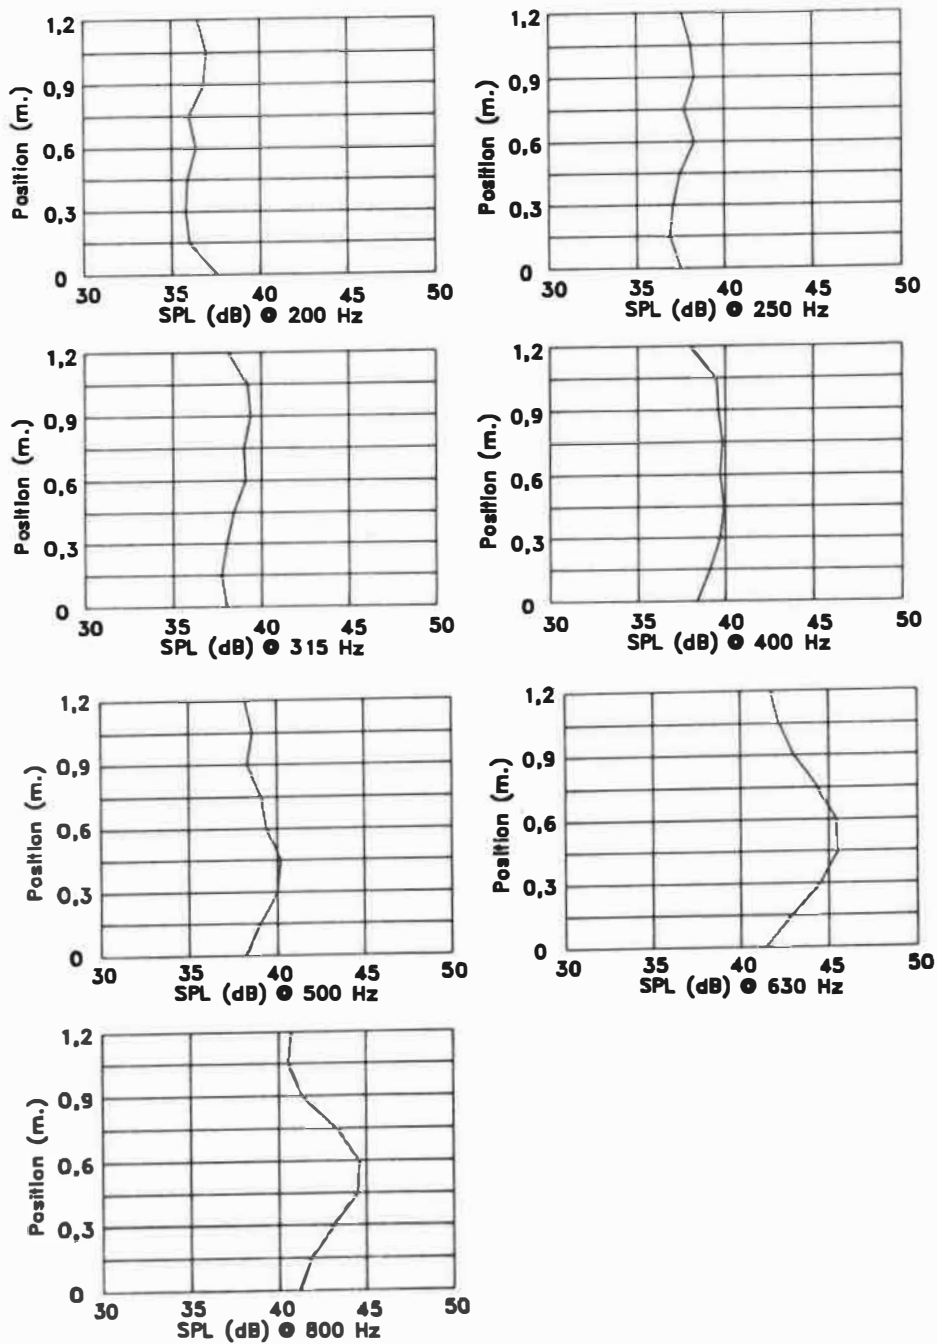 1,2
0,9
0,6
0,3
0
Position (m.)
30 35 40 45 50
SPL (dB) @ 200 Hz
1,2
0,9
0,6
0,3
0
Position (m.)
30 35 40 45 50
SPL (dB) @ 250 Hz
1,2
0,9
0,6
0,3
0
Position (m.)
30 35 40 45 50
SPL (dB) @ 315 Hz
1,2
0,9
0,6
0,3
0
Position (m.)
30 35 40 45 50
SPL (dB) @ 400 Hz
1,2
0,9
0,6
0,3
0
Position (m.)
30 35 40 45 50
SPL (dB) @ 500 Hz
1,2
0,9
0,6
0,3
0
Position (m.)
30 35 40 45 50
SPL (dB) @ 630 Hz
1,2
0,9
0,6
0,3
0
Position (m.)
30 35 40 45 50
SPL (dB) @ 800 Hz